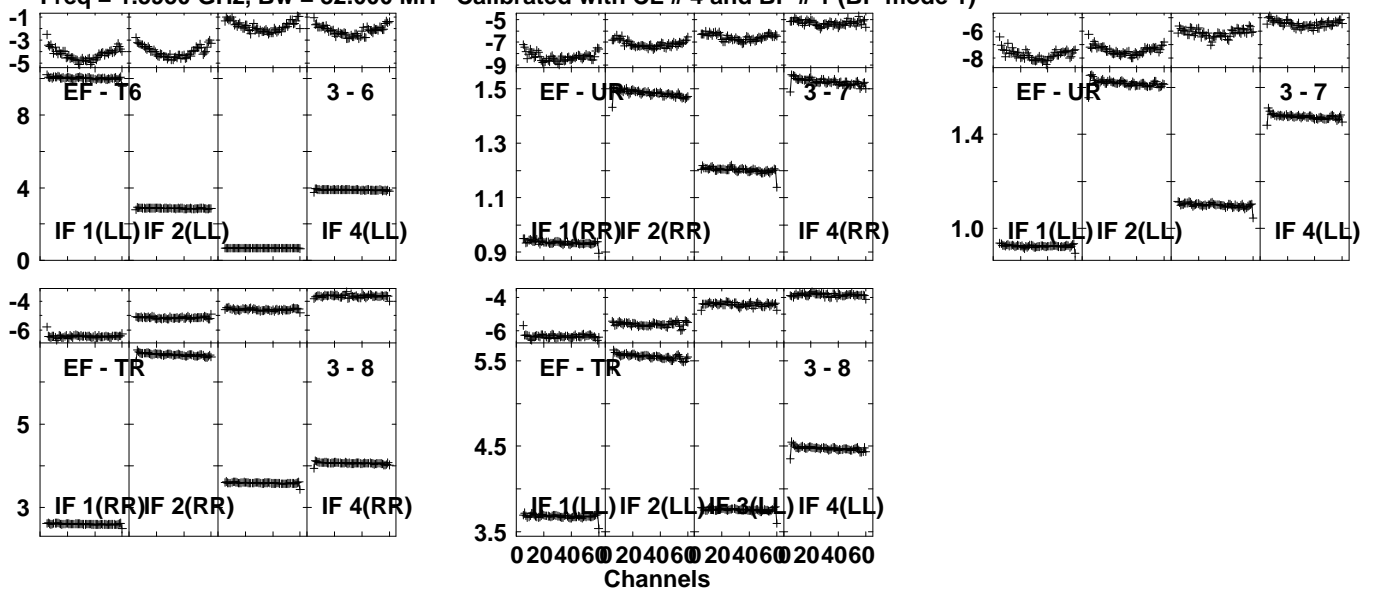 Freq = GHz, Bw = 32.000 MH Calibrated with CL # 4 and BP # 1 (BP mode 1)
-1
-3
-5
EF - T6
3 - 6
8
4
0
IF 1(LL)
IF 2(LL)
IF 4(LL)
-5
-7
-9
EF - UR
3 - 7
1.5
1.3
1.1
0.9
IF 1(RR)
IF 2(RR)
IF 4(RR)
-6
-8
EF - UR
3 - 7
1.4
1.0
IF 1(LL)
IF 2(LL)
IF 4(LL)
-4
-6
EF - TR
3 - 8
5
3
IF 1(RR)
IF 2(RR)
IF 4(RR)
-4
-6
EF - TR
3 - 8
5.5
4.5
3.5
IF 1(LL)
IF 2(LL)
IF 3(LL)
IF 4(LL)
0 20 40 60 0 20 40 60 0 20 40 60 0 20 40 60
Channels